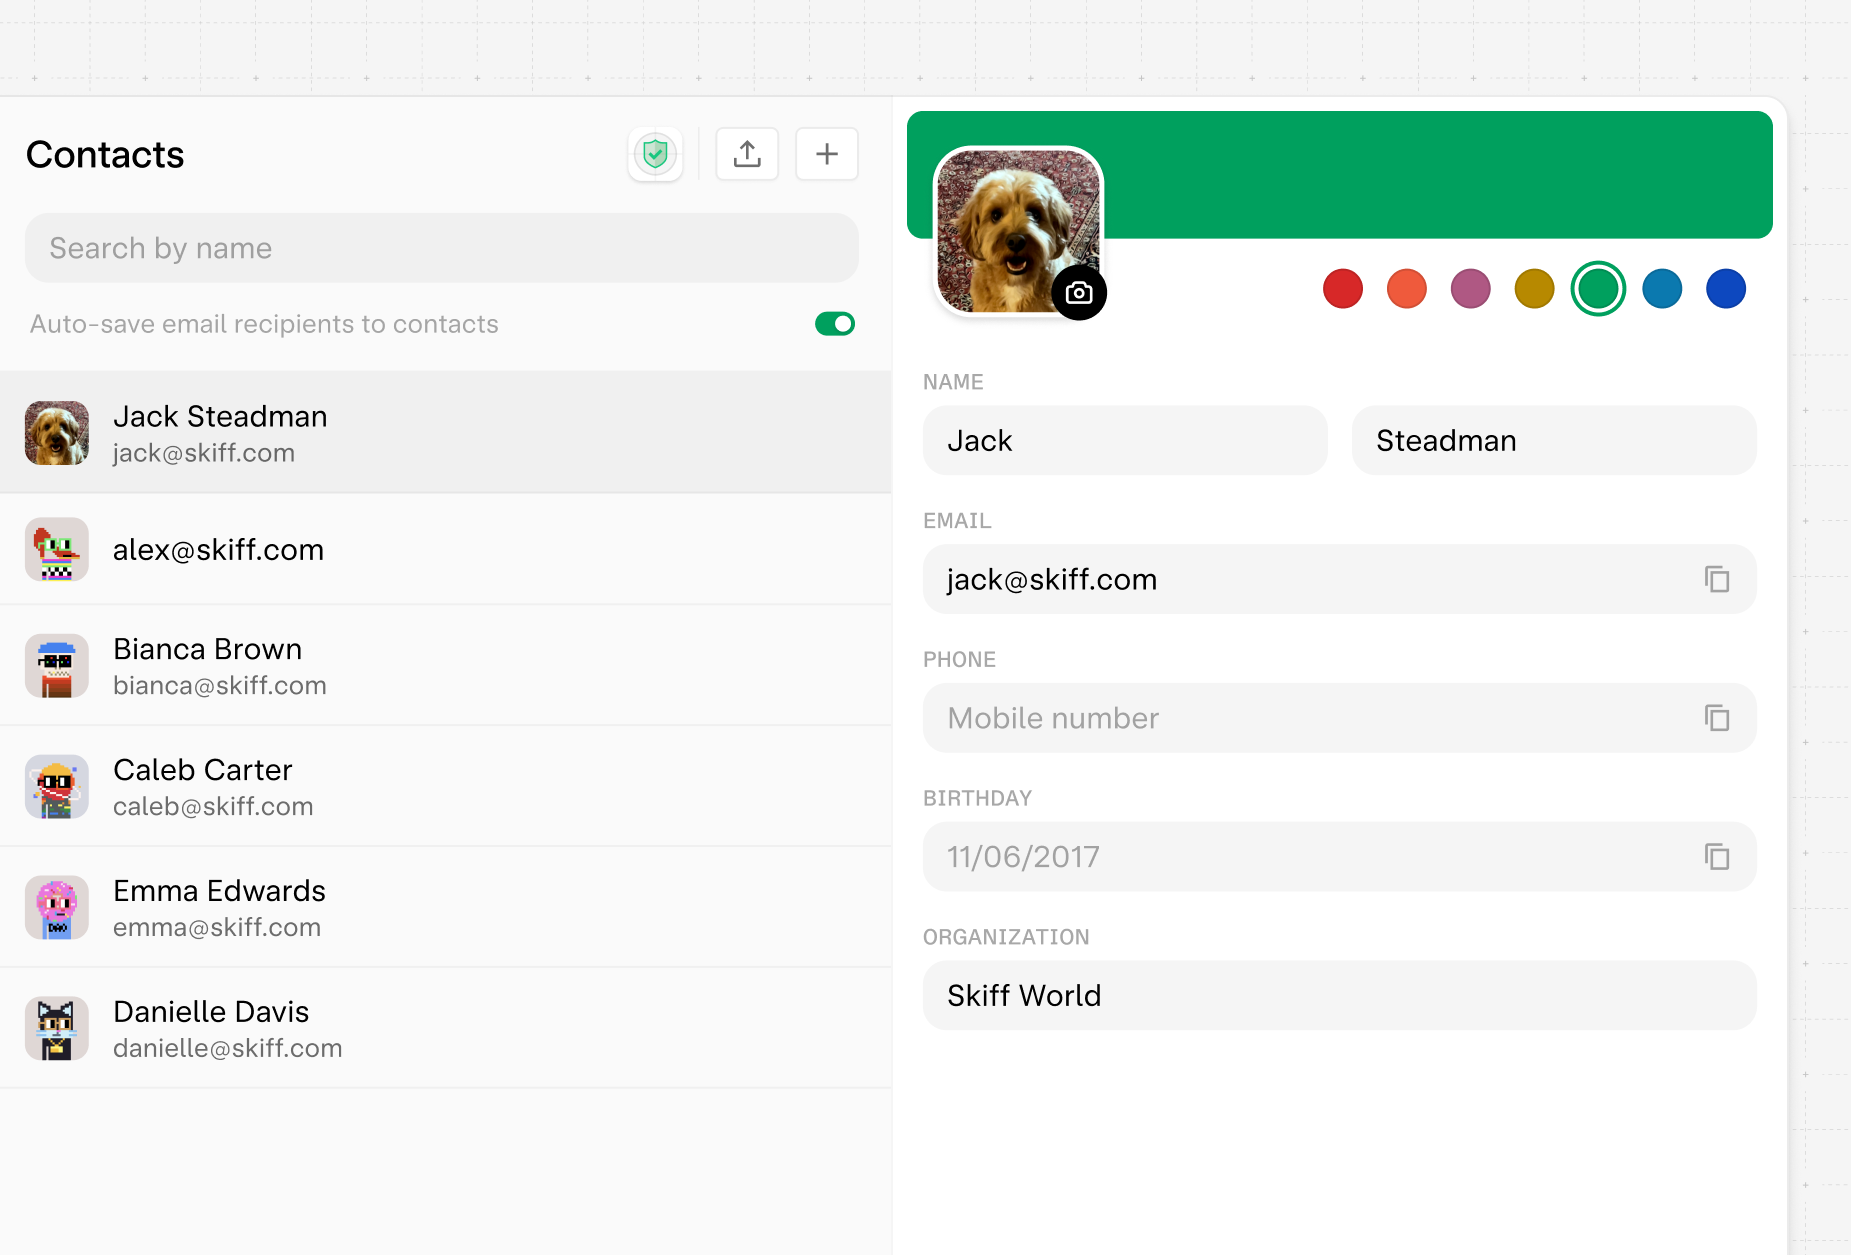 Contacts
Search by name
Auto-save email recipients to contacts
Jack Steadman
jack@skiff.com
alex@skiff.com
Bianca Brown
bianca@skiff.com
Caleb Carter
caleb@skiff.com
Emma Edwards
emma@skiff.com
DAO
Danielle Davis
danielle@skiff.com
NAME
Jack
Steadman
EMAIL
jack@skiff.com
PHONE
Mobile number
BIRTHDAY
11/06/2017
ORGANIZATION
Skiff World